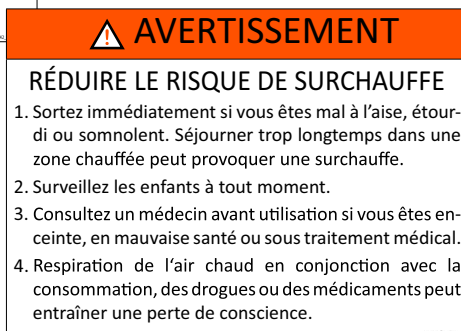 AVERTISSEMENT
RÉDUIRE LE RISQUE DE SURCHAUFFE
1. Sortez immédiatement si vous êtes mal à l'aise, étour-
di ou somnolent. Séjourner trop longtemps dans une
zone chauffée peut provoquer une surchauffe.
2. Surveillez les enfants à tout moment.
3. Consultez un médecin avant utilisation si vous êtes en-
ceinte, en mauvaise santé ou sous traitement médical.
4. Respiration de l'air chaud en conjonction avec la
consommation, des drogues ou des médicaments peut
entraîner une perte de conscience.